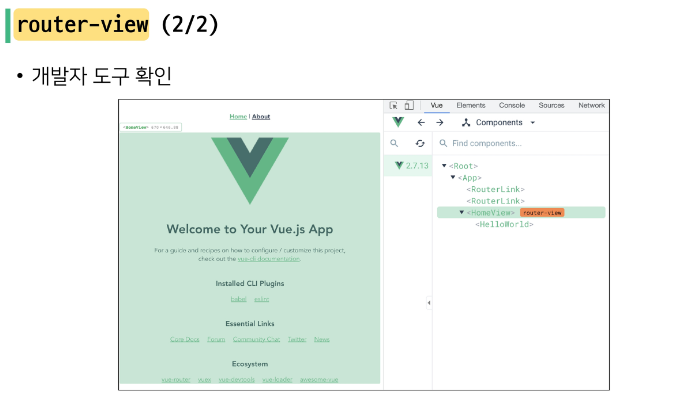 router-view (2/2)
• 개발자 도구 확인
Home | About
Vue Elements Console Sources Network
Components
Find components...
2.7.13
<Root>
<App>
<RouterLink>
<RouterLink>
<HomeView> router-view
<HelloWorld>
<HomeView>
Welcome to Your Vue.js App
For a guide and recipes on how to configure / customize this project,
check out the vue-cli documentation.
Installed CLI Plugins
babel eslint
Essential Links
Core Docs Forum Community Chat Twitter News
Ecosystem
vue-router vuex vue-devtools vue-loader awesome-vue